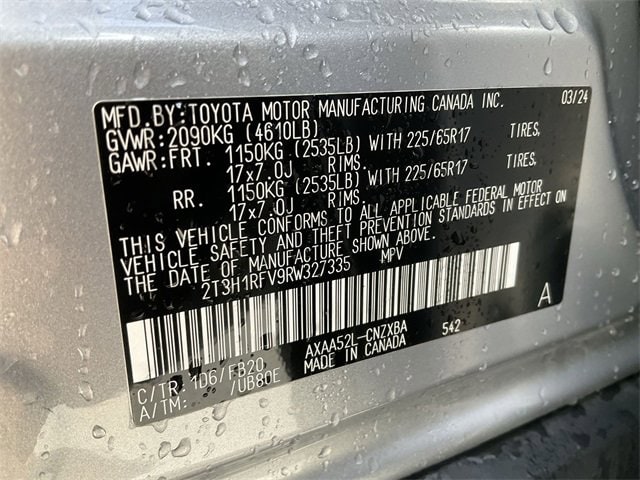 MFD.BY:TOYOTA MOTOR MANUFACTURING CANADA INC. 03/24
GVWR:2090KG (4610LB)
GAWR:FRT. 1150KG (2535LB) WITH 225/65R17 TIRES,
17x7.0J RIMS.
RR. 1150KG (2535LB) WITH 225/65R17 TIRES,
17x7.0J RIMS.
THIS VEHICLE CONFORMS TO ALL APPLICABLE FEDERAL MOTOR
VEHICLE SAFETY AND THEFT PREVENTION STANDARDS IN EFFECT ON
THE DATE OF MANUFACTURE SHOWN ABOVE.
2T3H1RFV9RW327335 MPV
A
AXAA52L-CNZXBA 542
C/TR:1D6/FB20 MADE IN CANADA
A/TM: /UB80E